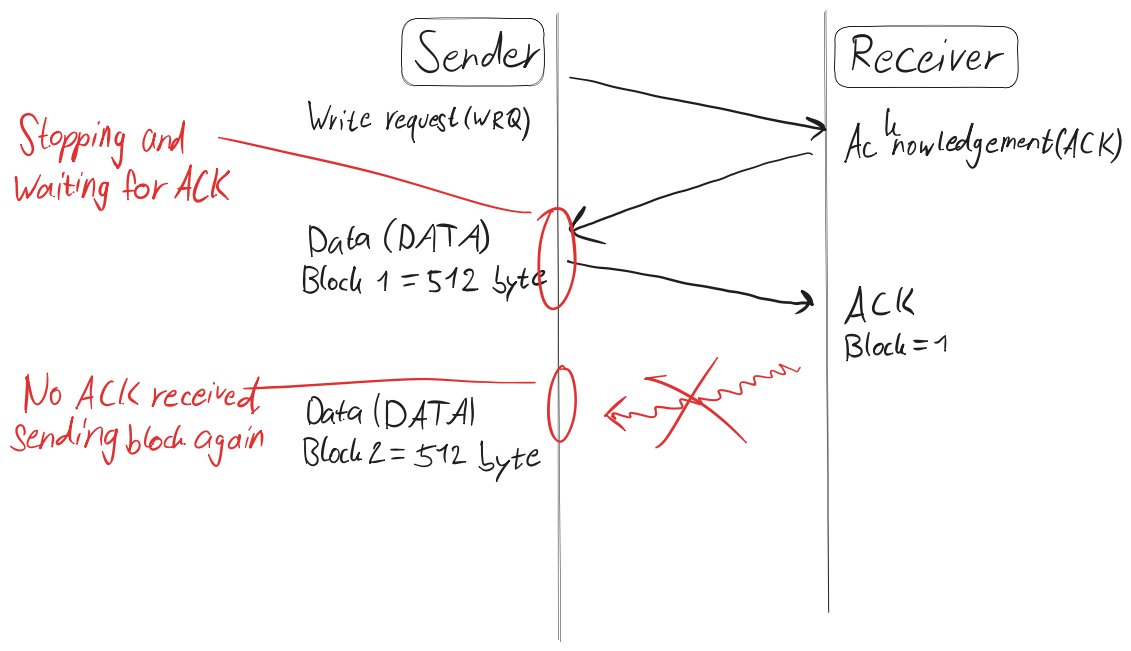 Sender
Receiver
Write request(WRQ)
Acknowledgement(ACK)
Stopping and
Waiting for ACK
Data (DATA)
Block 1 = 512 byte
ACK
Block = 1
No ACK received,
sending block again
Data (DATA)
Block 2 = 512 byte